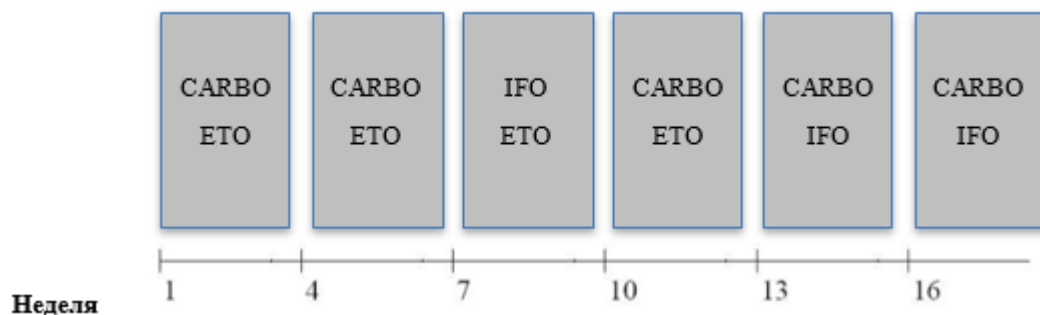 CARBO CARBO IFO CARBO CARBO CARBO
ETO ETO ETO ETO IFO IFO
1 4 7 10 13 16
Неделя